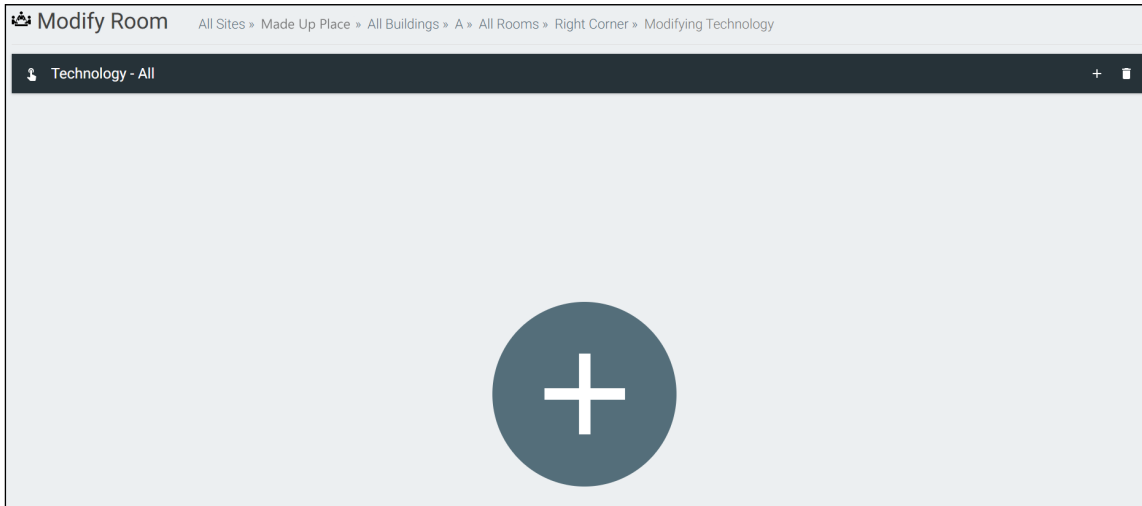 Modify Room All Sites » Made Up Place » All Buildings » A » All Rooms » Right Corner » Modifying Technology
Technology - All